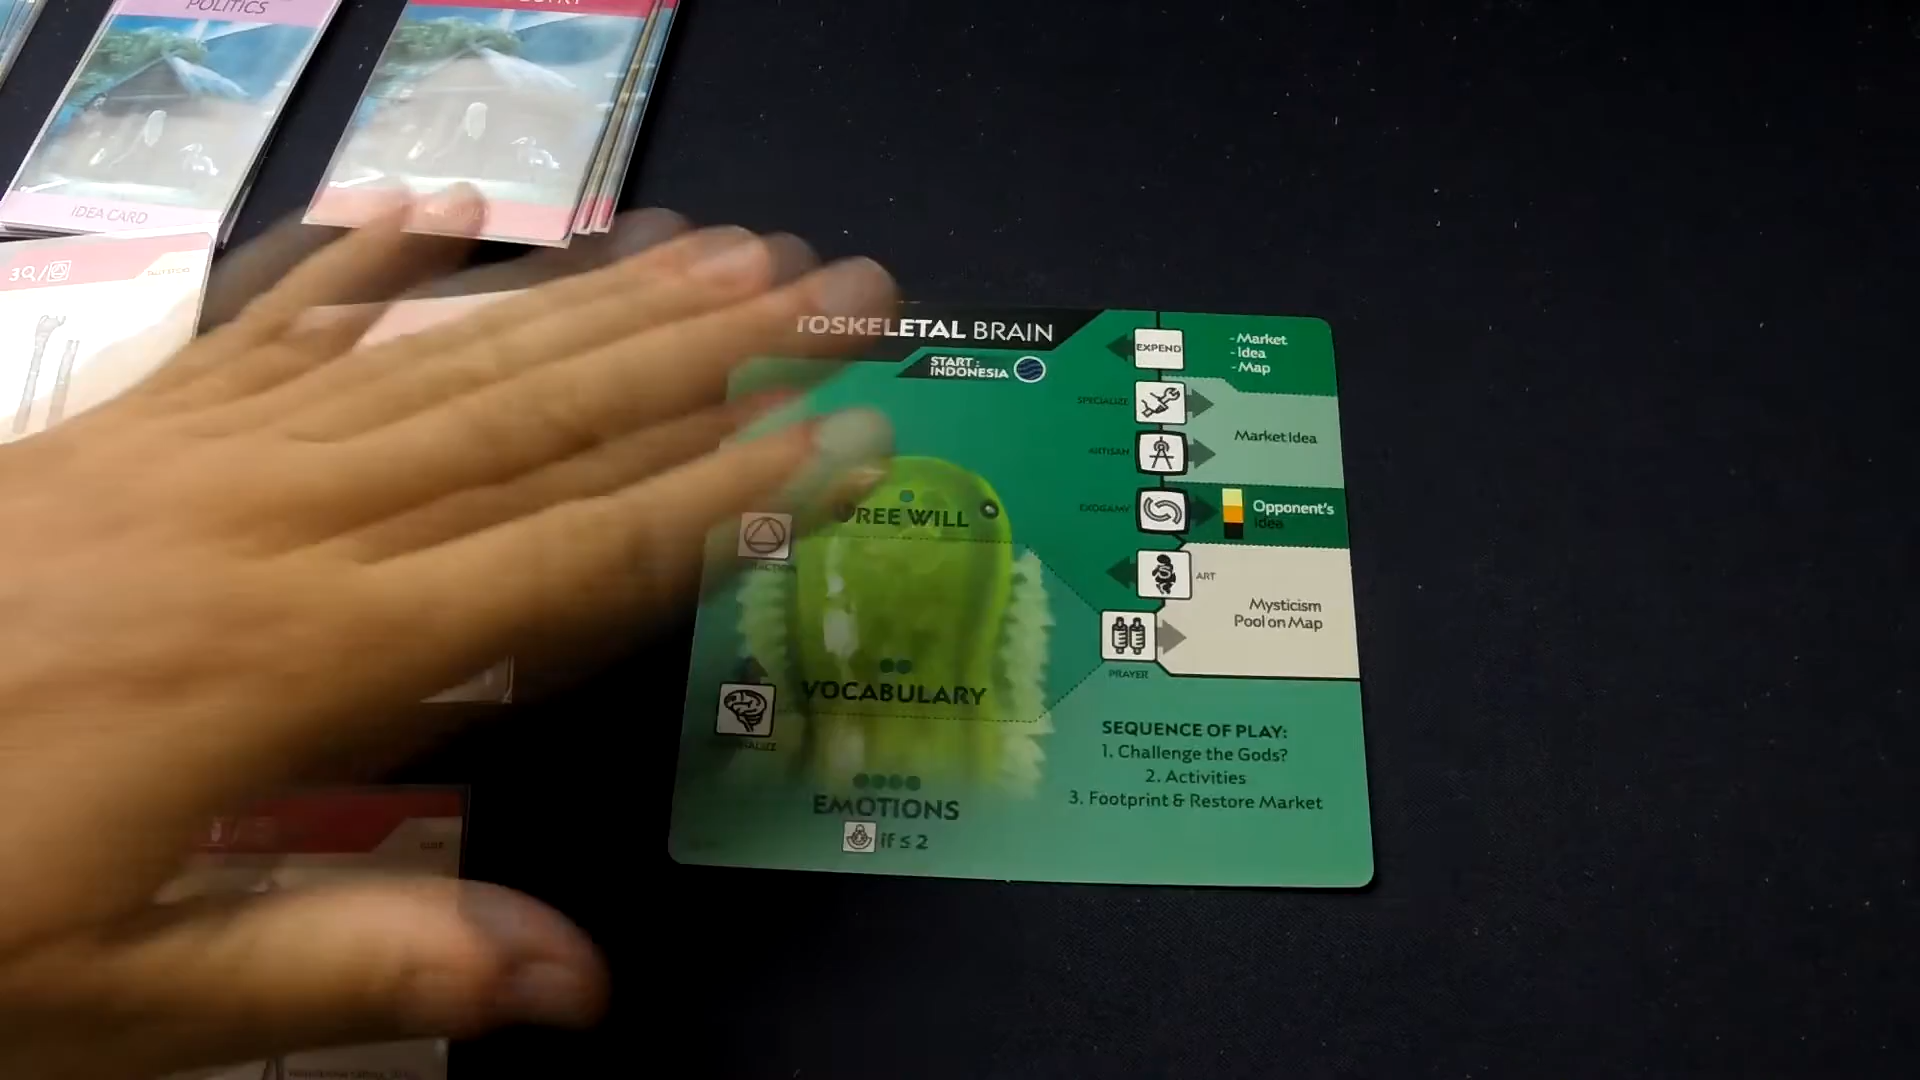 POLITICS
IDEA CARD
3
TOSKELETAL BRAIN
START :
INDONESIA
EXPEND
- Market
- Idea
- Map
SPECIALIZE
Market Idea
ARTISAN
EXOGAMY
Opponent's
Idea
REE WILL
ART
Mysticism
Pool on Map
PRAYER
VOCABULARY
SEQUENCE OF PLAY:
1. Challenge the Gods?
2. Activities
3. Footprint & Restore Market
EMOTIONS
if ≤ 2